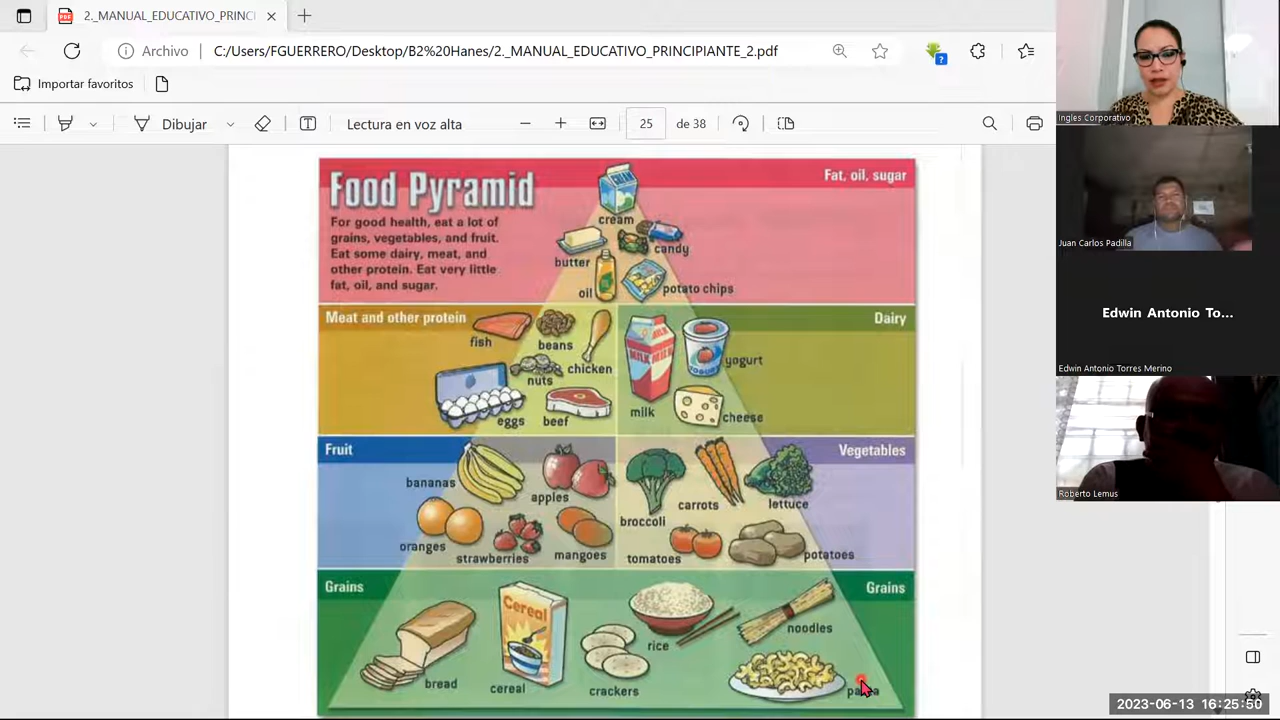 2._MANUAL_EDUCATIVO_PRINCI
Archivo
C:/Users/FGUERRERO/Desktop/B2%20Hanes/2._MANUAL_EDUCATIVO_PRINCIPIANTE_2.pdf
Importar favoritos
Dibujar
Lectura en voz alta
25
de 38
Food Pyramid
For good health, eat a lot of
grains, vegetables, and fruit.
Eat some dairy, meat, and
other protein. Eat very little
fat, oil, and sugar.
Fat, oil, sugar
CREAM
cream
butter
candy
oil
potato chips
Meat and other protein
fish
beans
chicken
nuts
eggs
beef
Dairy
MILK
milk
yogurt
cheese
Fruit
bananas
apples
oranges
strawberries
mangoes
Vegetables
broccoli
carrots
lettuce
tomatoes
potatoes
Grains
Grains
bread
Cereal
cereal
crackers
rice
noodles
Ingles Corporativo
Juan Carlos Padilla
Edwin Antonio To...
Edwin Antonio Torres Merino
Roberto Lemus
2023-06-13 16:25:50